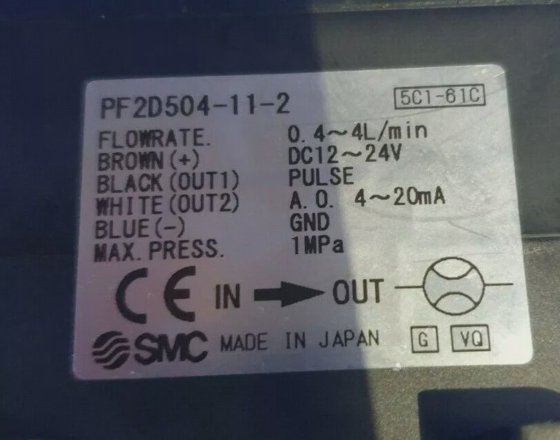 PF2D504-11-2 5C1-61C
FLOWRATE. 0.4～4L/min
BROWN(+) DC12～24V
BLACK(OUT1) PULSE
WHITE(OUT2) A.O. 4～20mA
BLUE(-) GND
MAX.PRESS. 1MPa
CE IN OUT
SMC MADE IN JAPAN G VQ